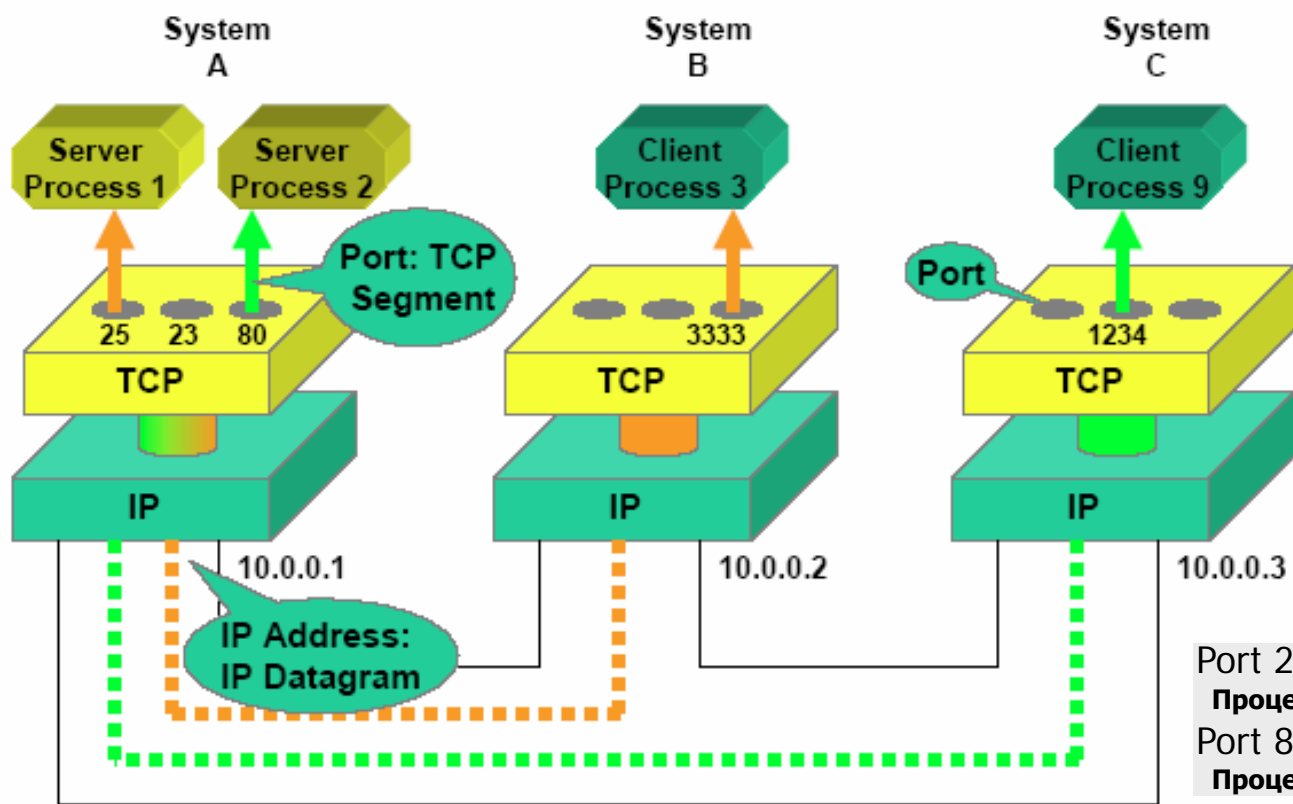 System
A
System
B
System
C
Server
Process 1
Server
Process 2
Client
Process 3
Client
Process 9
Port: TCP
Segment
Port
25 23 80
3333
1234
TCP
TCP
TCP
IP
IP
IP
10.0.0.1
10.0.0.2
10.0.0.3
IP Address:
IP Datagram
Port 2
Проце
Port 8
Проце